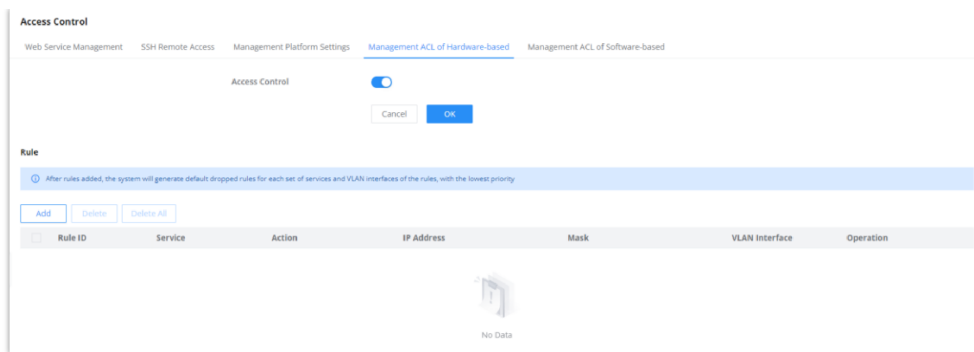 Access Control
Web Service Management SSH Remote Access Management Platform Settings Management ACL of Hardware-based Management ACL of Software-based
Access Control
Cancel OK
Rule
After rules added, the system will generate default dropped rules for each set of services and VLAN interfaces of the rules, with the lowest priority
Add Delete Delete All
Rule ID Service Action IP Address Mask VLAN Interface Operation
No Data